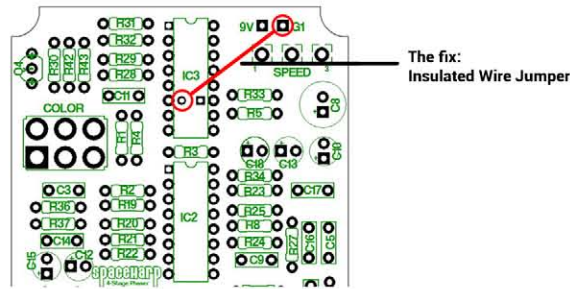 R31
9V G1
R32
Q4
R30
R42
R43
R29
IC3
The fix:
Insulated Wire Jumper
R28
1 SPEED 3
C11
R33
C8
COLOR
R5
R1
R4
R3
C18
C13
C10
R34
C3
R2
R23
C17
R36
R19
IC2
R25
R37
R20
R8
C14
R21
R24
R27
C16
C5
C15
C12
R22
C9
spaceHarp
4-Stage Phaser